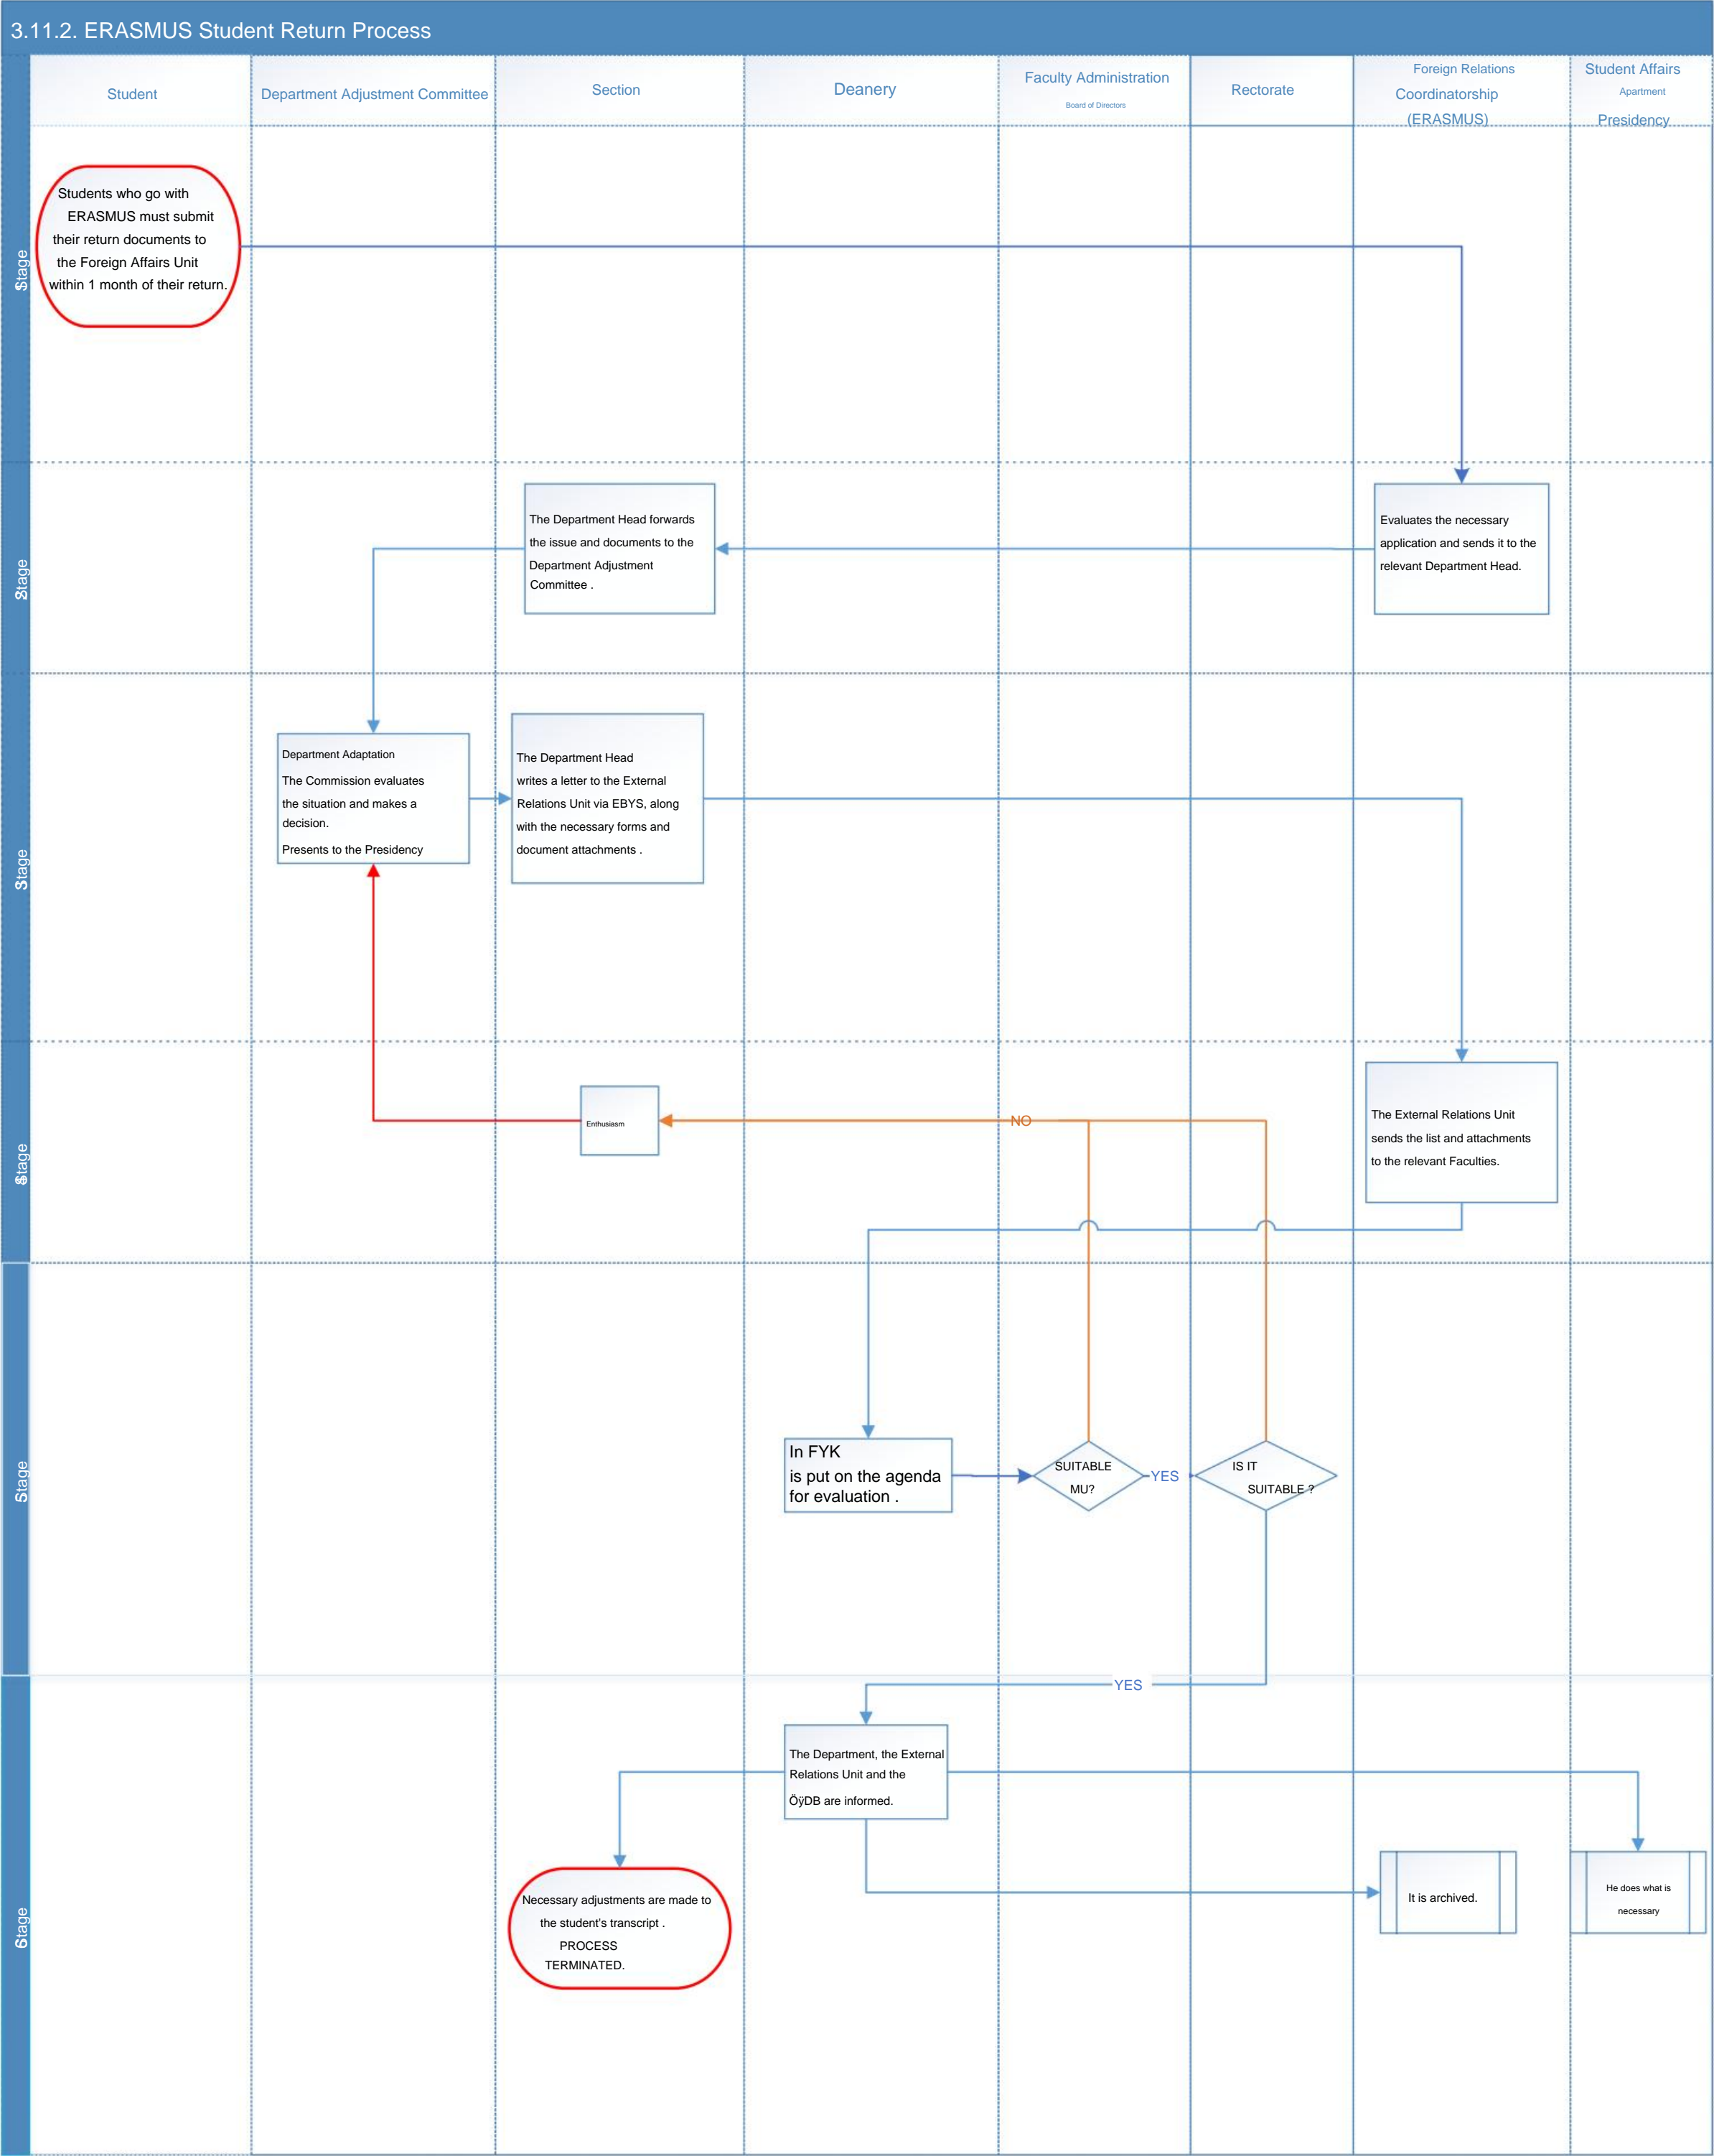 3.11.2. ERASMUS Student Return Process
Student
Department Adjustment Committee
Section
Deanery
Faculty Administration
Board of Directors
Rectorate
Foreign Relations
Coordinatorship
(ERASMUS)
Student Affairs
Apartment
Presidency
Stage
Students who go with
ERASMUS must submit
their return documents to
the Foreign Affairs Unit
within 1 month of their return.
Stage
The Department Head forwards
the issue and documents to the
Department Adjustment
Committee .
Evaluates the necessary
application and sends it to the
relevant Department Head.
Stage
Department Adaptation
The Commission evaluates
the situation and makes a
decision.
Presents to the Presidency
The Department Head
writes a letter to the External
Relations Unit via EBYS, along
with the necessary forms and
document attachments .
Stage
Enthusiasm
NO
The External Relations Unit
sends the list and attachments
to the relevant Faculties.
Stage
In FYK
is put on the agenda
for evaluation .
SUITABLE
MU?
YES
IS IT
SUITABLE ?
YES
Stage
The Department, the External
Relations Unit and the
ÖÿDB are informed.
Necessary adjustments are made to
the student's transcript .
PROCESS
TERMINATED.
It is archived.
He does what is
necessary